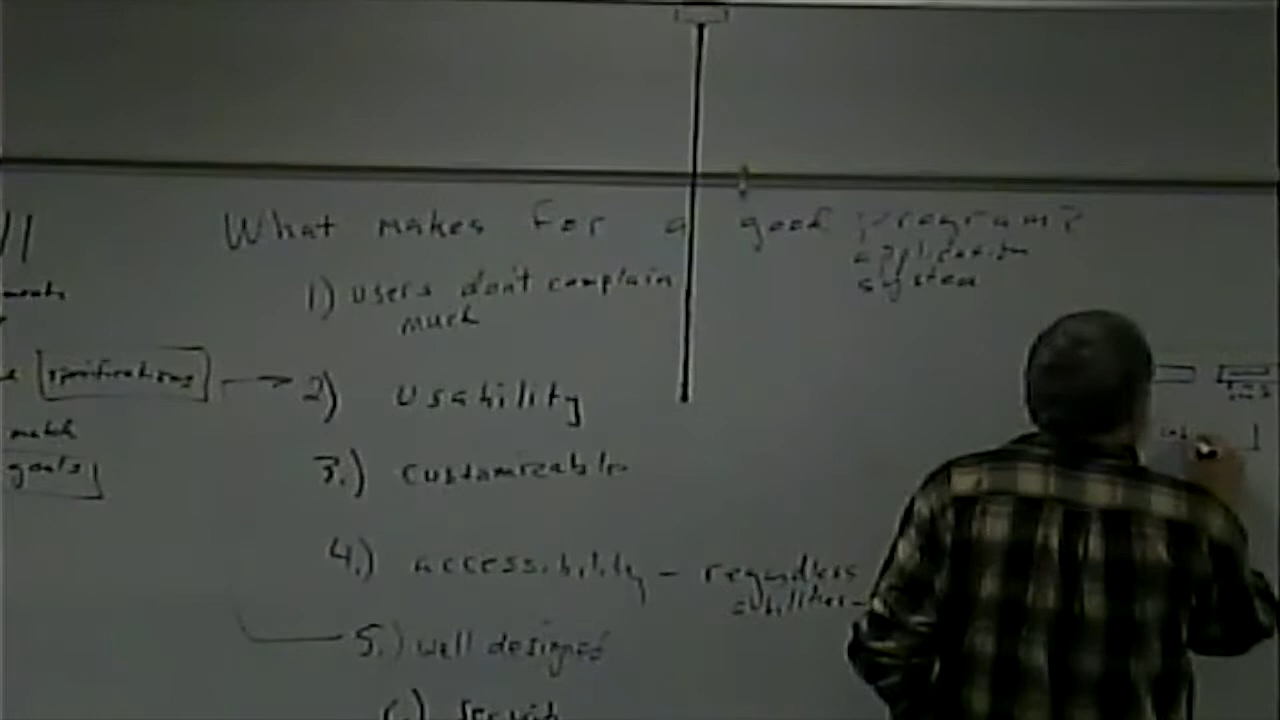 What makes for a good program?
application
system
1) users don't complain
much
[specifications]
2) Usability
match
goals]
3.) customizeable
4.) accessibility - regardless
abilities-
5.) well designed